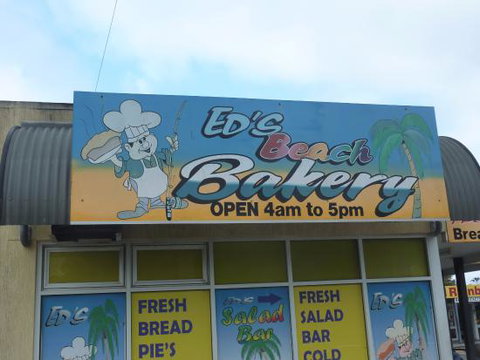 ED'S
Beach
Bakery
OPEN 4am to 5pm
Brea
ED'S
FRESH
BREAD
PIE'S
Salad
Bar
FRESH
SALAD
BAR
COLD
ED'S